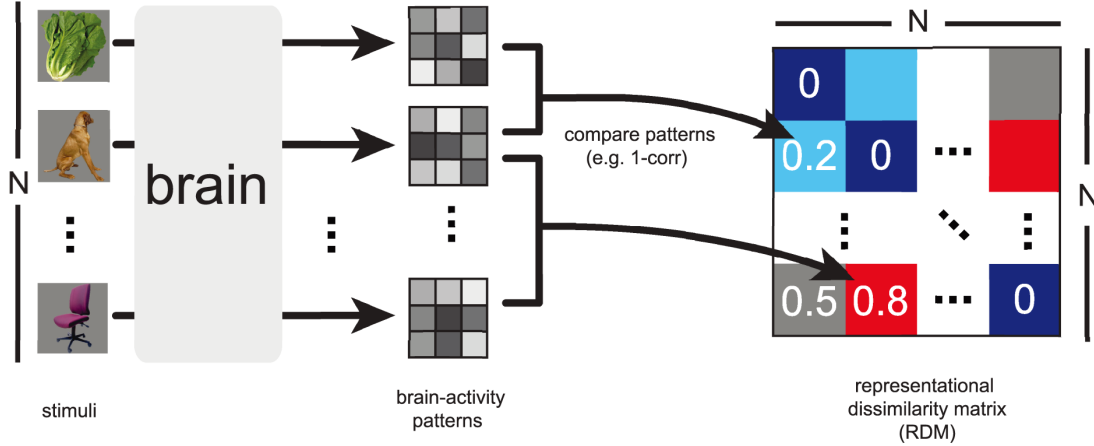 N
brain
compare patterns
(e.g. 1-corr)
N
0
0.2 0
0.5 0.8 0
N
stimuli
brain-activity
patterns
representational
dissimilarity matrix
(RDM)